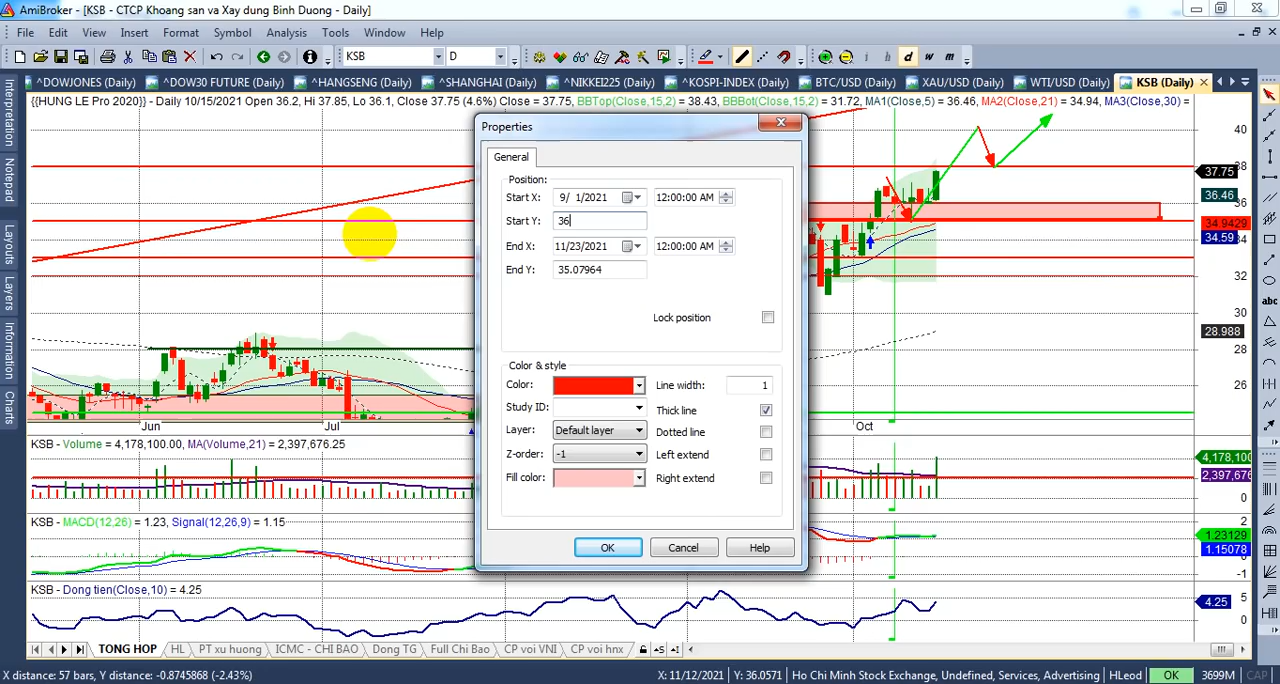 AmiBroker - [KSB - CTCP Khoang san va Xay dung Binh Duong - Daily]
File Edit View Insert Format Symbol Analysis Tools Window Help
KSB D i h d w m
^DOWJONES (Daily) ^DOW30 FUTURE (Daily) ^HANGSENG (Daily) ^SHANGHAI (Daily) ^NIKKEI225 (Daily) ^KOSPI-INDEX (Daily) BTC/USD (Daily) XAU/USD (Daily) WTI/USD (Daily) KSB (Daily)
{{HUNG LE Pro 2020}} - Daily 10/15/2021 Open 36.2, Hi 37.85, Lo 36.1, Close 37.75 (4.6%) Close = 37.75, BBTop(Close,15,2) = 38.43, BBBot(Close,15,2) = 31.72, MA1(Close,5) = 36.46, MA2(Close,21) = 34.94, MA3(Close,30) =
Interpretation
Notepad
Layers
Layouts
Information
Charts
Properties
General
Position:
Start X: 9/ 1/2021 12:00:00 AM
Start Y: 36
End X: 11/23/2021 12:00:00 AM
End Y: 35.07964
Lock position
Color & style
Color: Line width: 1
Study ID: Thick line
Layer: Default layer Dotted line
Z-order: -1 Left extend
Fill color: Right extend
OK Cancel Help
40
38
37.75
36.46
36
34.9429
34.59
34
32
30
28.988
28
26
abc
Jun Jul Oct
KSB - Volume = 4,178,100.00, MA(Volume,21) = 2,397,676.25
4,178,100
2,397,676
0
KSB - MACD(12,26) = 1.23, Signal(12,26,9) = 1.15
2
1.23129
1.15078
-1
KSB - Dong tien(Close,10) = 4.25
5
4.25
0
TONG HOP HL PT xu huong ICMC - CHI BAO Dong TG Full Chi Bao CP voi VNI CP voi hnx
X distance: 57 bars, Y distance: -0.8745868 (-2.43%) X: 11/12/2021 Y: 36.0571 Ho Chi Minh Stock Exchange, Undefined, Services, Advertising HLeod OK 3699M CAP